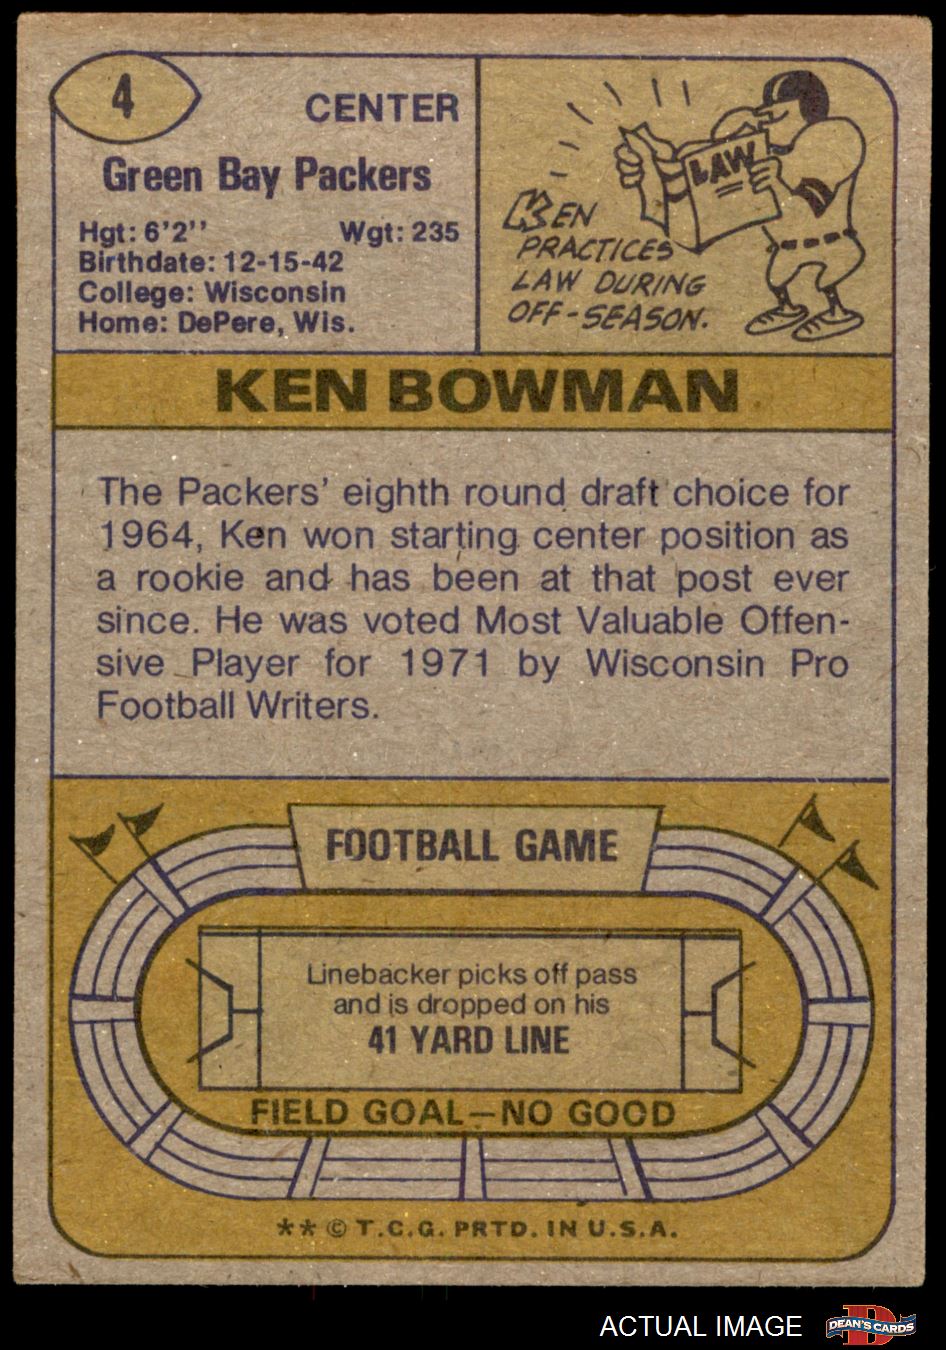 4
CENTER
Green Bay Packers
Hgt: 6'2'' Wgt: 235
Birthdate: 12-15-42
College: Wisconsin
Home: DePere, Wis.
LAW
KEN
PRACTICES
LAW DURING
OFF-SEASON.
KEN BOWMAN
The Packers' eighth round draft choice for
1964, Ken won starting center position as
a rookie and has been at that post ever
since. He was voted Most Valuable Offen-
sive Player for 1971 by Wisconsin Pro
Football Writers.
FOOTBALL GAME
Linebacker picks off pass
and is dropped on his
41 YARD LINE
FIELD GOAL—NO GOOD
** © T.C.G. PRTD. IN U.S.A.
ACTUAL IMAGE
D
DEAN'S CARDS